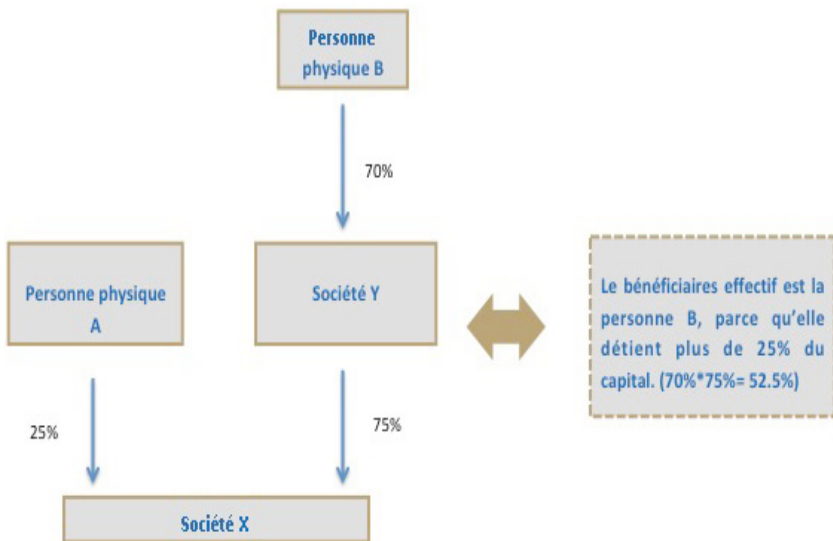 Personne
physique B
70%
Personne physique
A
Société Y
Le bénéficiaires effectif est la
personne B, parce qu'elle
détient plus de 25% du
capital. (70%*75%= 52.5%)
25%
75%
Société X